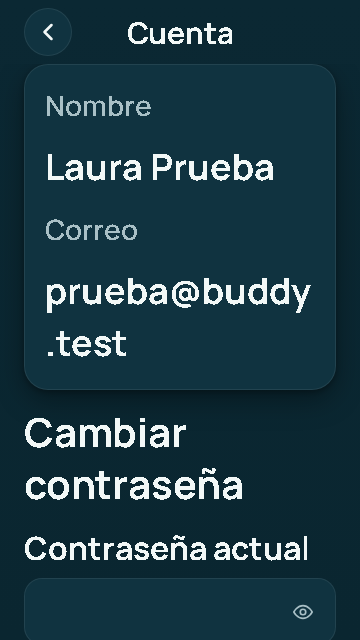 Cuenta
Nombre
Laura Prueba
Correo
prueba@buddy
.test
Cambiar
contraseña
Contraseña actual